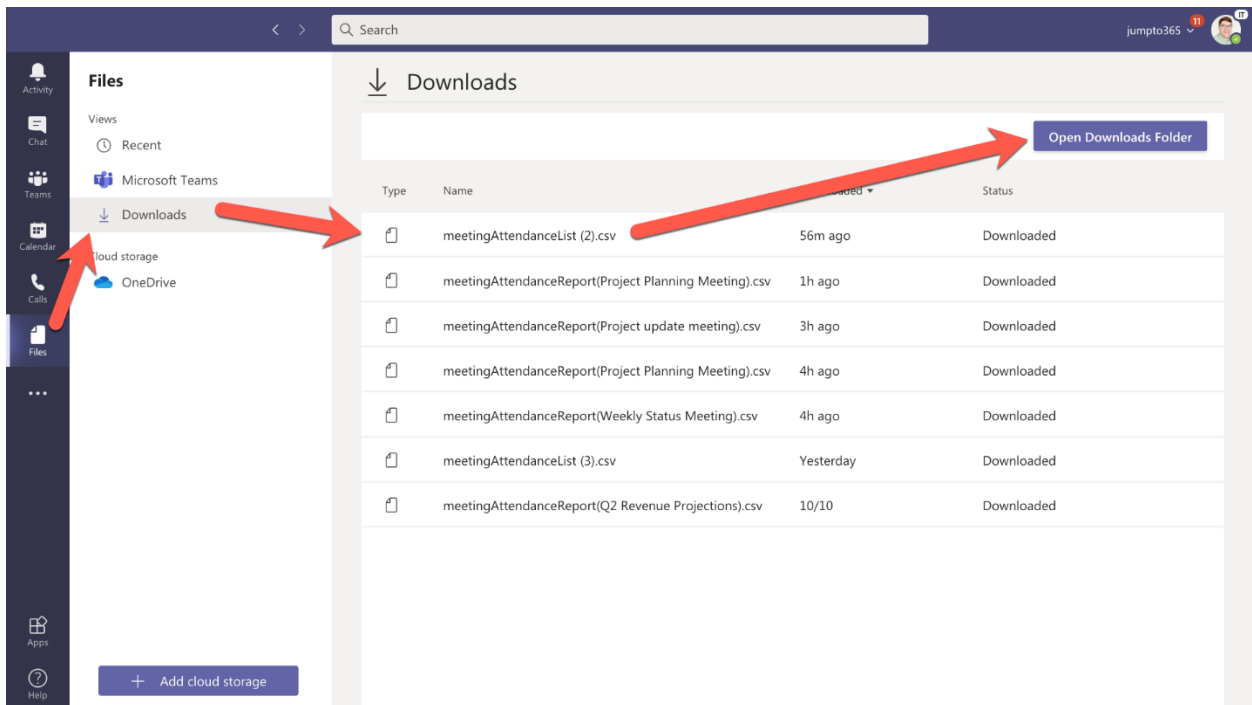 Search
jumpto365
11
IT
Activity
Chat
Teams
Calendar
Calls
Files
Apps
Help
Files
Views
Recent
Microsoft Teams
Downloads
storage
OneDrive
+ Add cloud storage
Downloads
Open Downloads Folder
Type Name Status
meetingAttendanceList (2).csv 56m ago Downloaded
meetingAttendanceReport(Project Planning Meeting).csv 1h ago Downloaded
meetingAttendanceReport(Project update meeting).csv 3h ago Downloaded
meetingAttendanceReport(Project Planning Meeting).csv 4h ago Downloaded
meetingAttendanceReport(Weekly Status Meeting).csv 4h ago Downloaded
meetingAttendanceList (3).csv Yesterday Downloaded
meetingAttendanceReport(Q2 Revenue Projections).csv 10/10 Downloaded